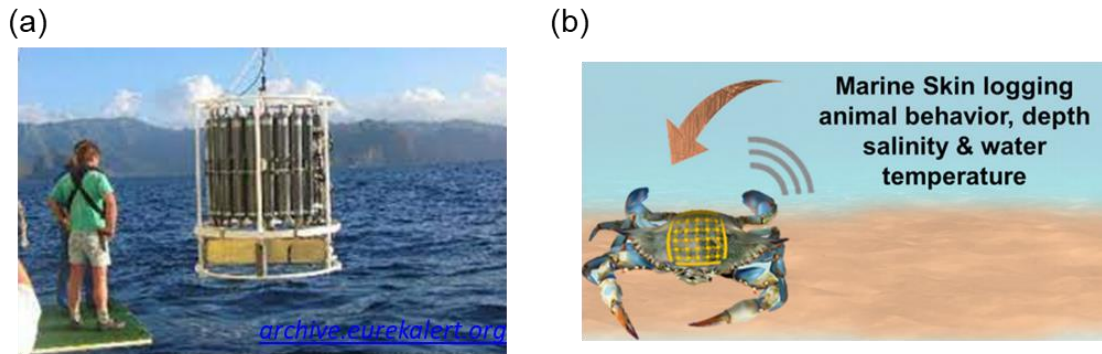 (a)
(b)
archive.eurekalert.org
Marine Skin logging
animal behavior, depth
salinity & water
temperature